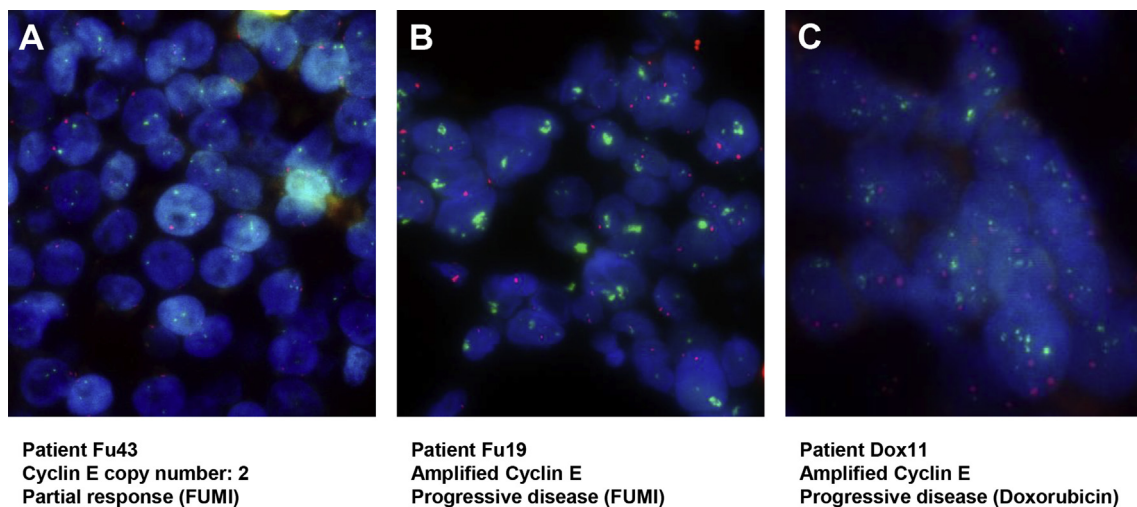 A
B
C
Patient Fu43
Cyclin E copy number: 2
Partial response (FUMI)
Patient Fu19
Amplified Cyclin E
Progressive disease (FUMI)
Patient Dox11
Amplified Cyclin E
Progressive disease (Doxorubicin)